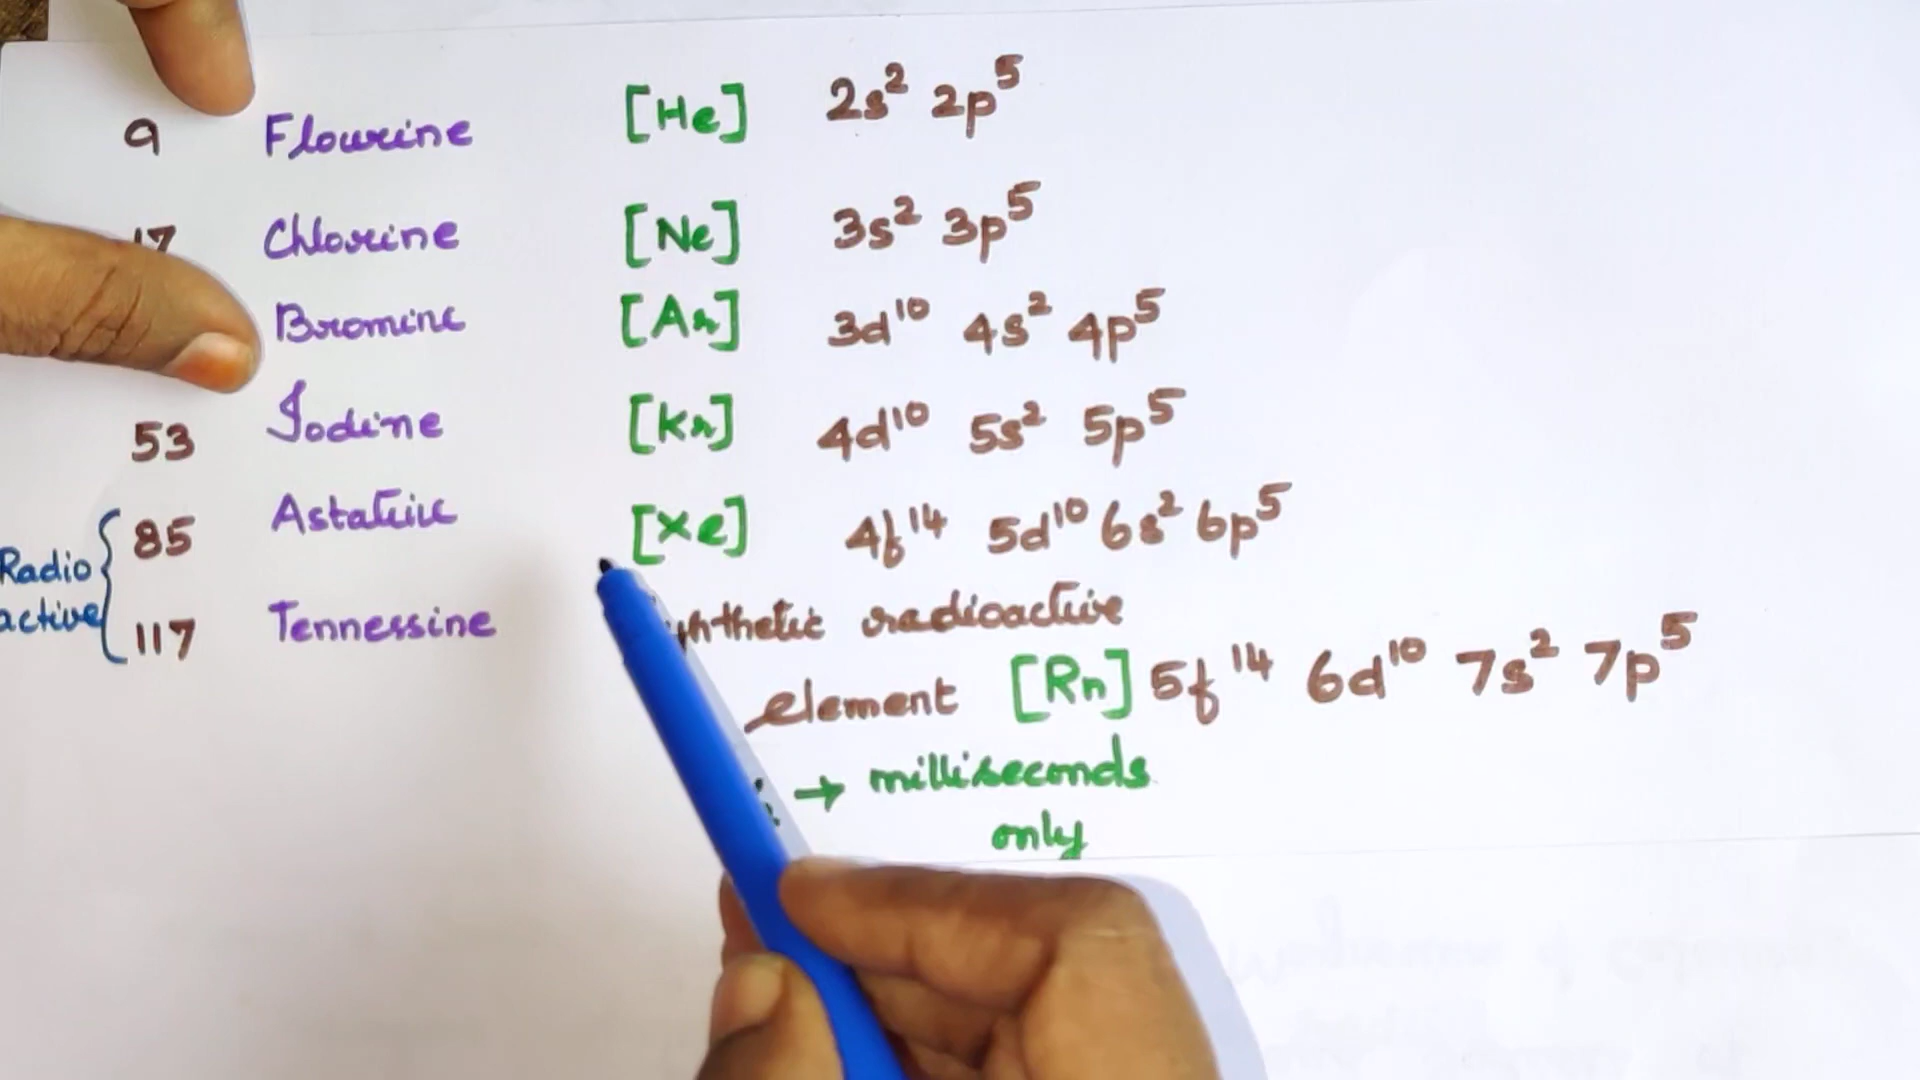 9 Flourine [He] 2s² 2p⁵
17 Chlorine [Ne] 3s² 3p⁵
Bromine [Ar] 3d¹⁰ 4s² 4p⁵
53 Iodine [Kr] 4d¹⁰ 5s² 5p⁵
85 Astatine [Xe] 4f¹⁴ 5d¹⁰ 6s² 6p⁵
Radio
active
117 Tennessine ynthetic radioactive
element [Rn] 5f¹⁴ 6d¹⁰ 7s² 7p⁵
→ milliseconds
only